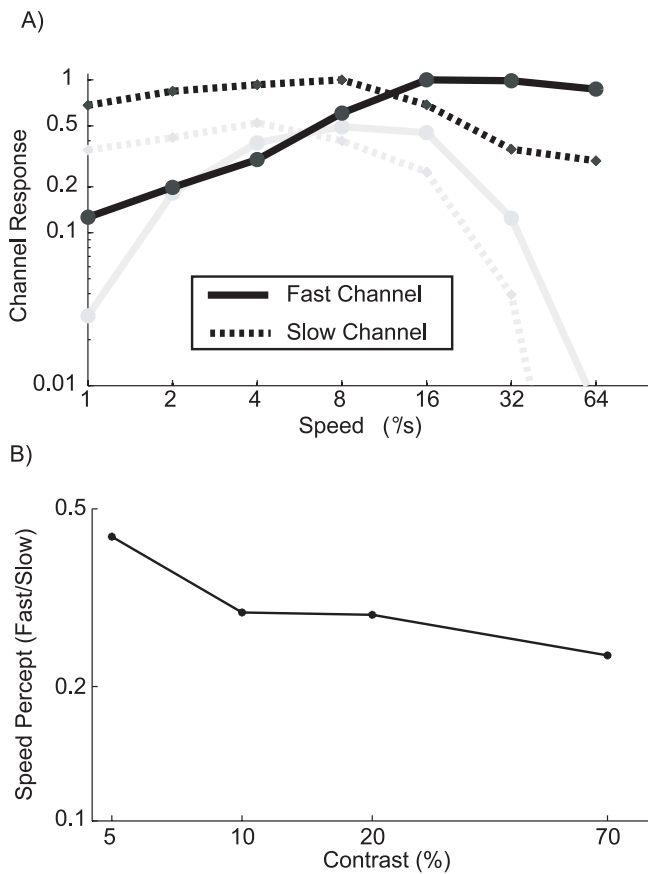 A)
Channel Response
1
0.5
0.2
0.1
0.01
Fast Channel
Slow Channel
1 2 4 8 16 32 64
Speed (°/s)
B)
Speed Percept (Fast/Slow)
0.5
0.2
0.1
5 10 20 70
Contrast (%)